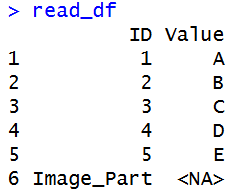 > read_df
ID Value
1 1 A
2 2 B
3 3 C
4 4 D
5 5 E
6 Image_Part <NA>